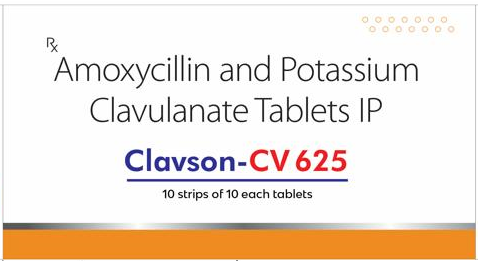 Rx
Amoxycillin and Potassium
Clavulanate Tablets IP
Clavson-CV 625
10 strips of 10 each tablets